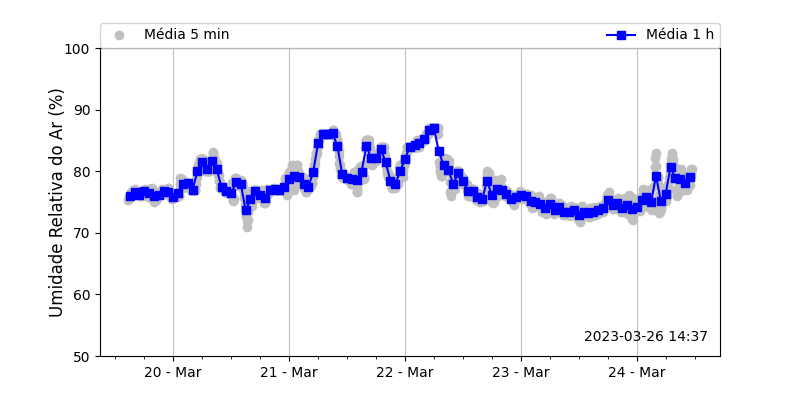 Média 5 min
Média 1 h
Umidade Relativa do Ar (%)
100
90
80
70
60
50
2023-03-26 14:37
20 - Mar
21 - Mar
22 - Mar
23 - Mar
24 - Mar